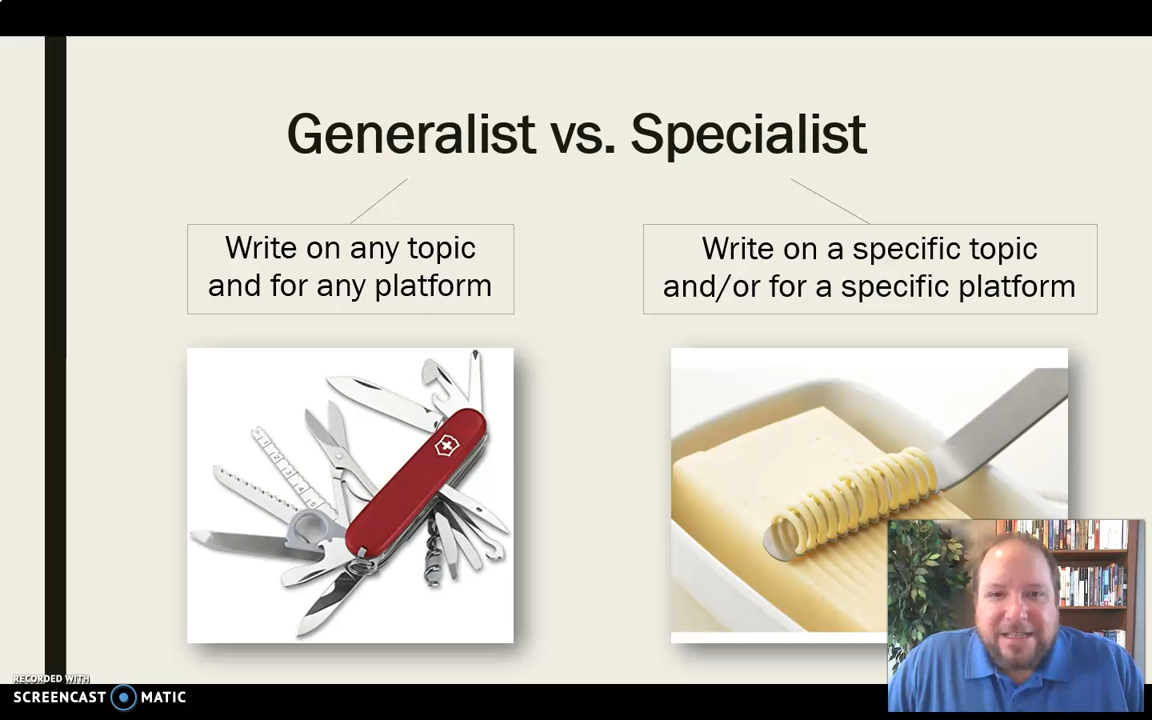 Generalist vs. Specialist
Write on any topic
and for any platform
Write on a specific topic
and/or for a specific platform
RECORDED WITH
SCREENCAST MATIC